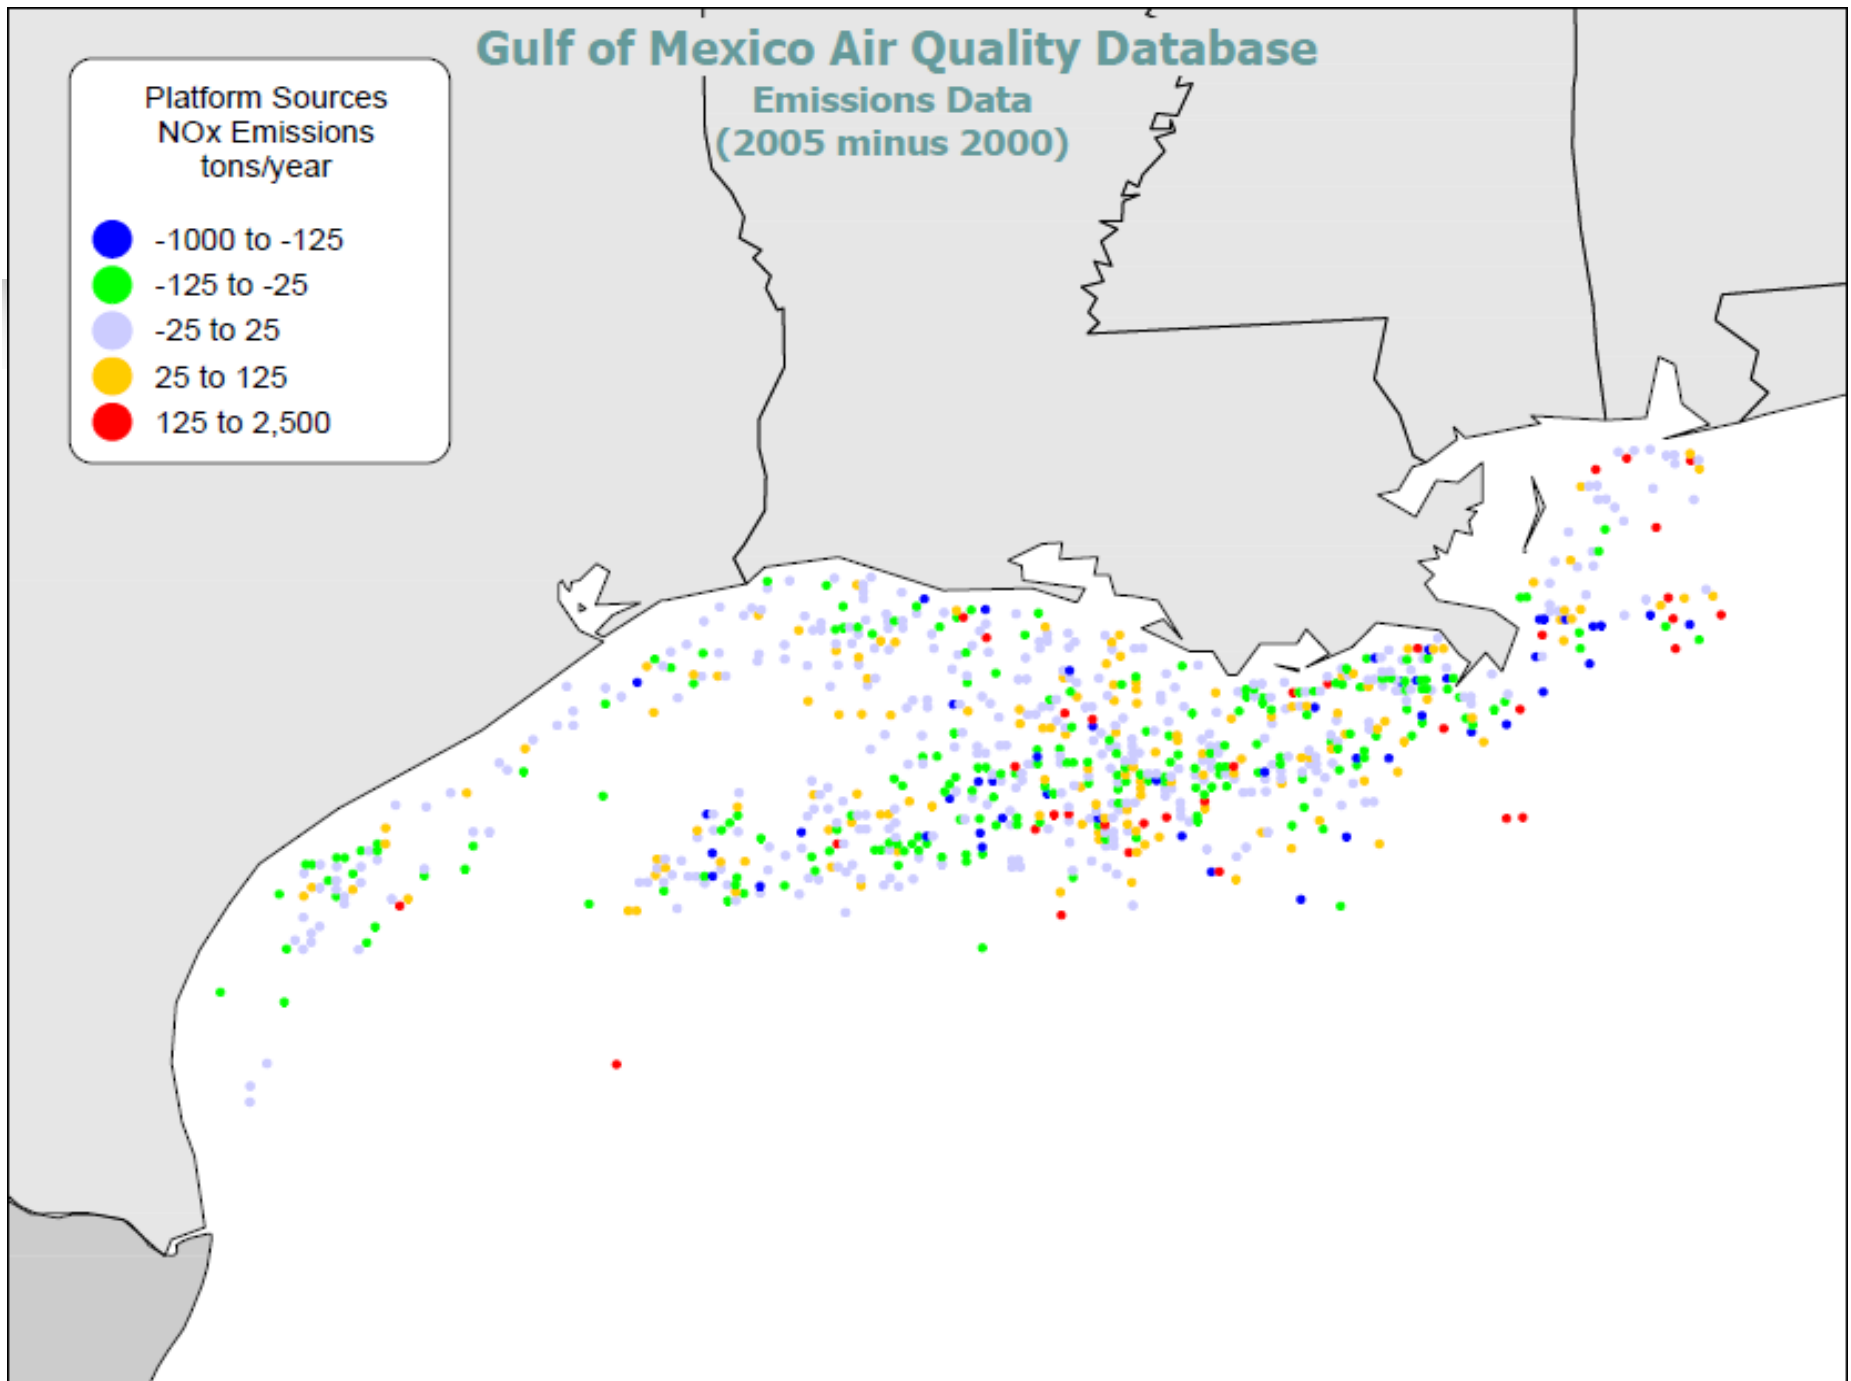 Gulf of Mexico Air Quality Database
Emissions Data
(2005 minus 2000)
Platform Sources
NOx Emissions
tons/year
-1000 to -125
-125 to -25
-25 to 25
25 to 125
125 to 2,500